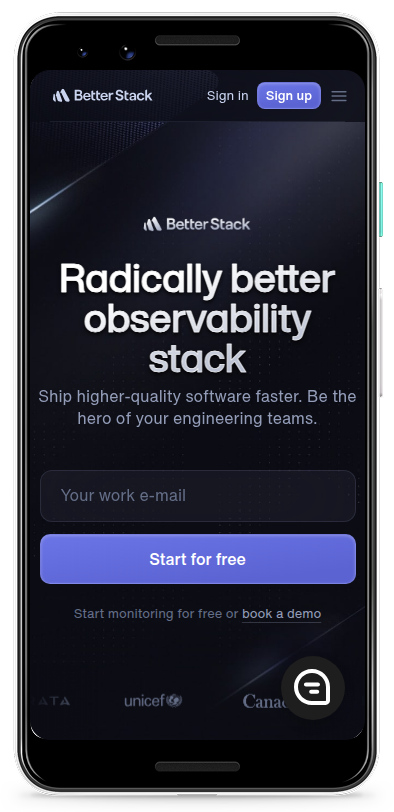 Better Stack
Sign in
Sign up
Better Stack
Radically better
observability
stack
Ship higher-quality software faster. Be the
hero of your engineering teams.
Your work e-mail
Start for free
Start monitoring for free or book a demo
ATA
unicef
Canad